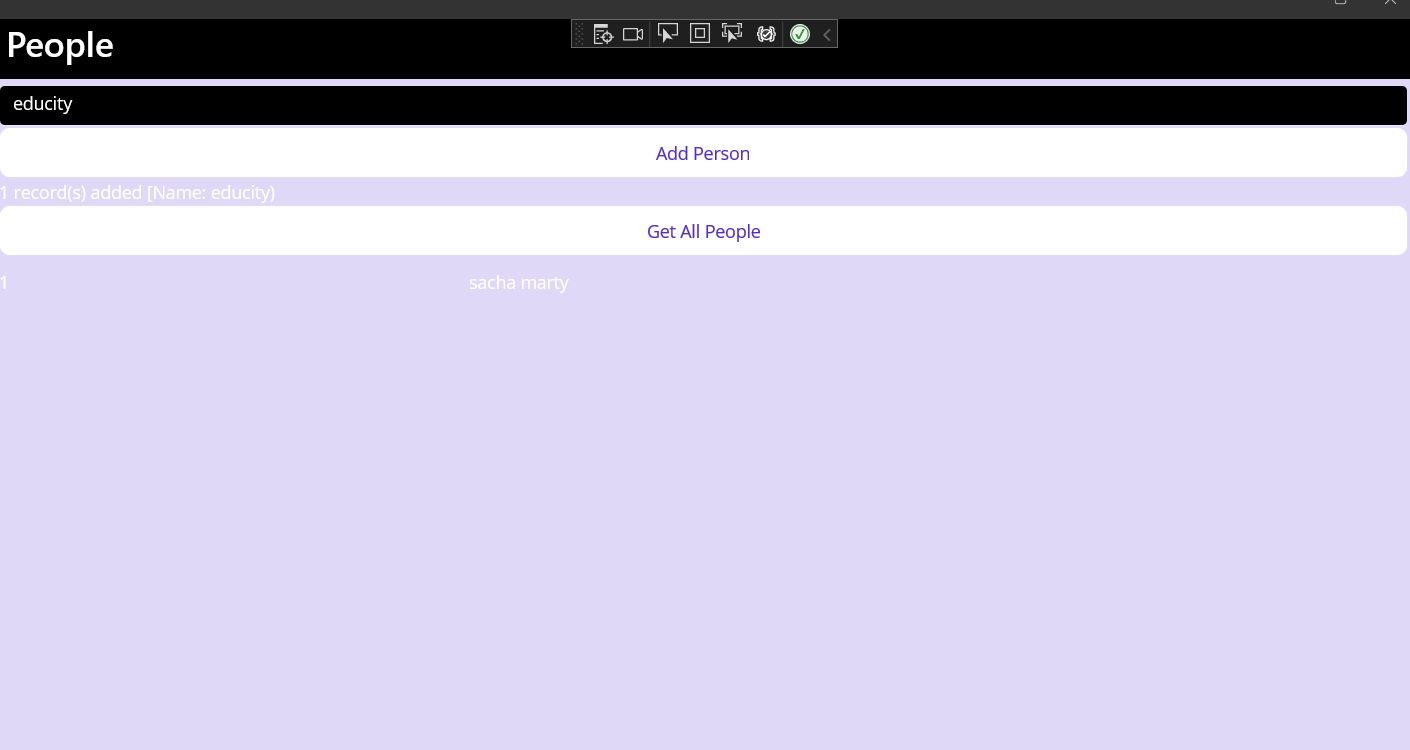 People
educity
Add Person
1 record(s) added [Name: educity)
Get All People
1 sacha marty